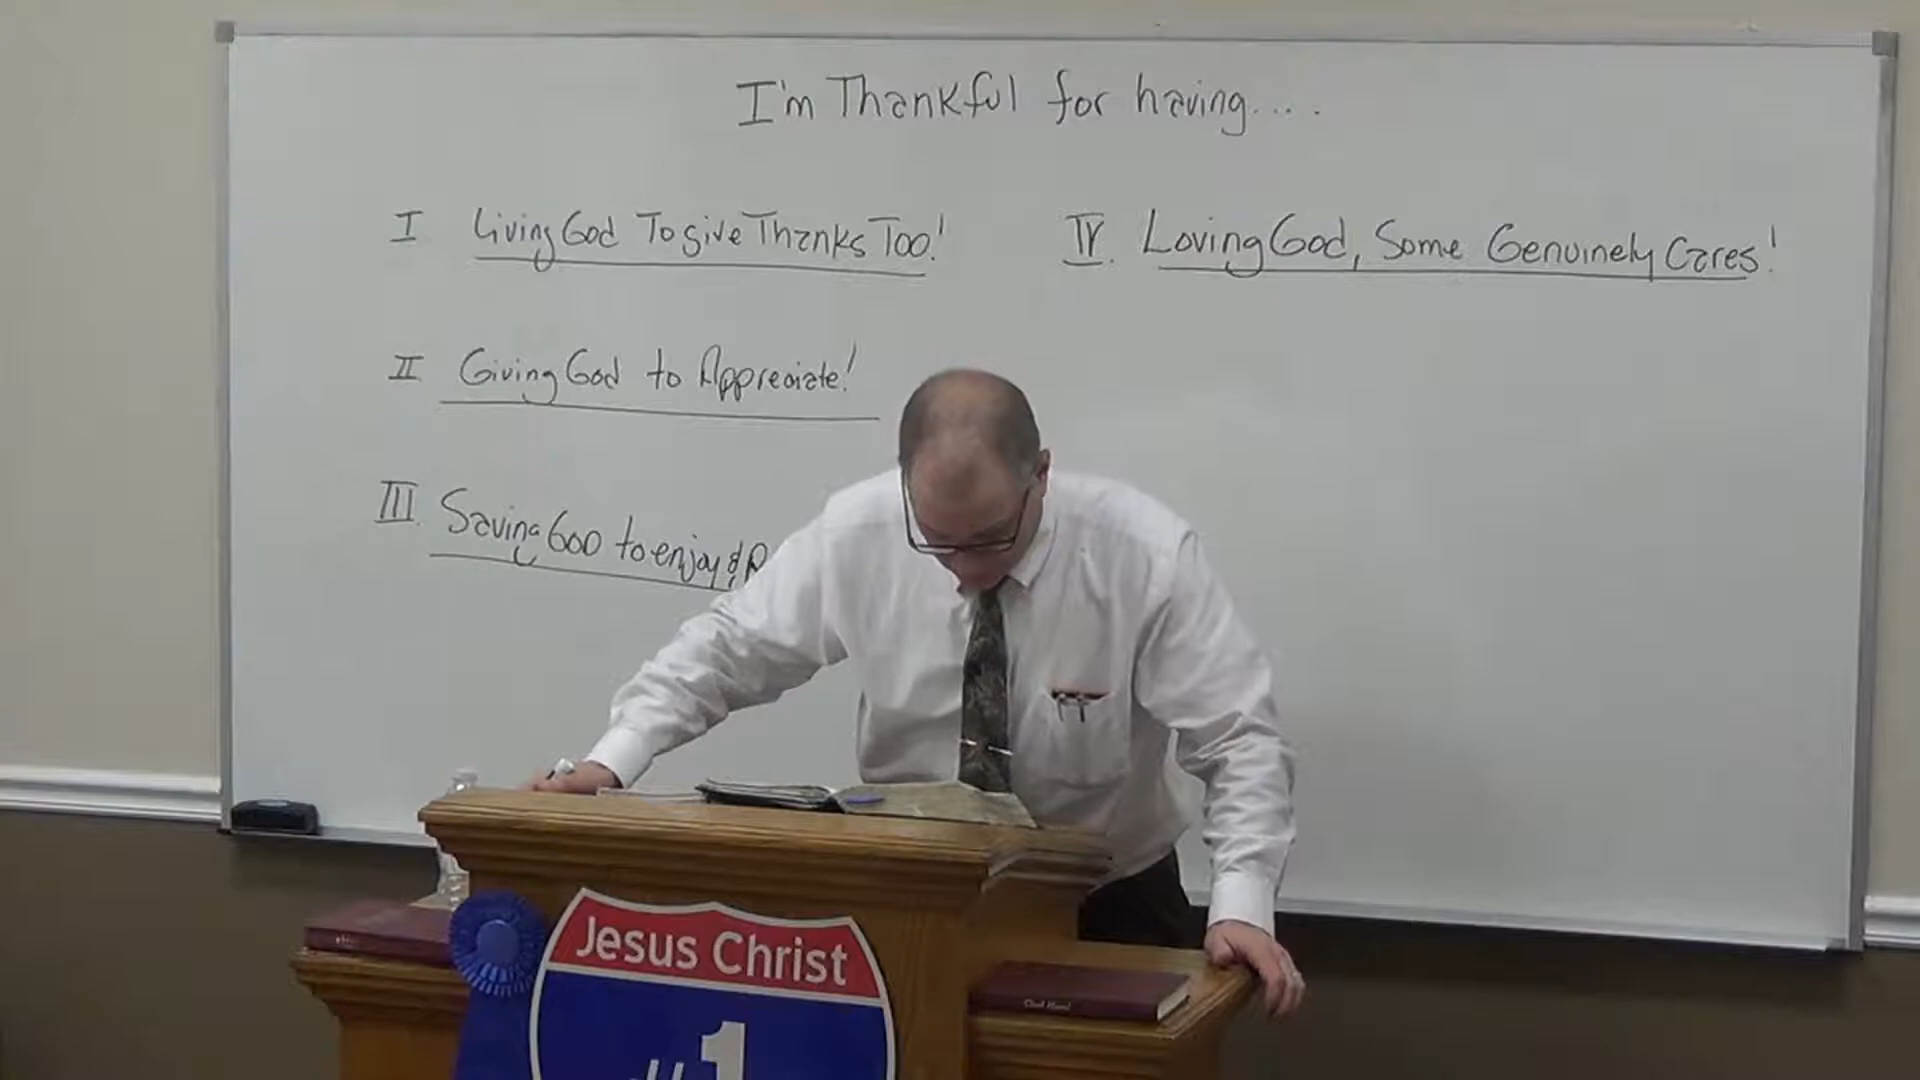 I'm Thankful for having....
I Living God To give Thanks Too!
II Giving God to Appreciate!
III. Saving God to enjoy &
IV. Loving God, Some Genuinely Cares!
Jesus Christ
#1